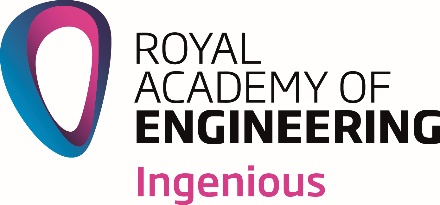 ROYAL
ACADEMY OF
ENGINEERING
Ingenious